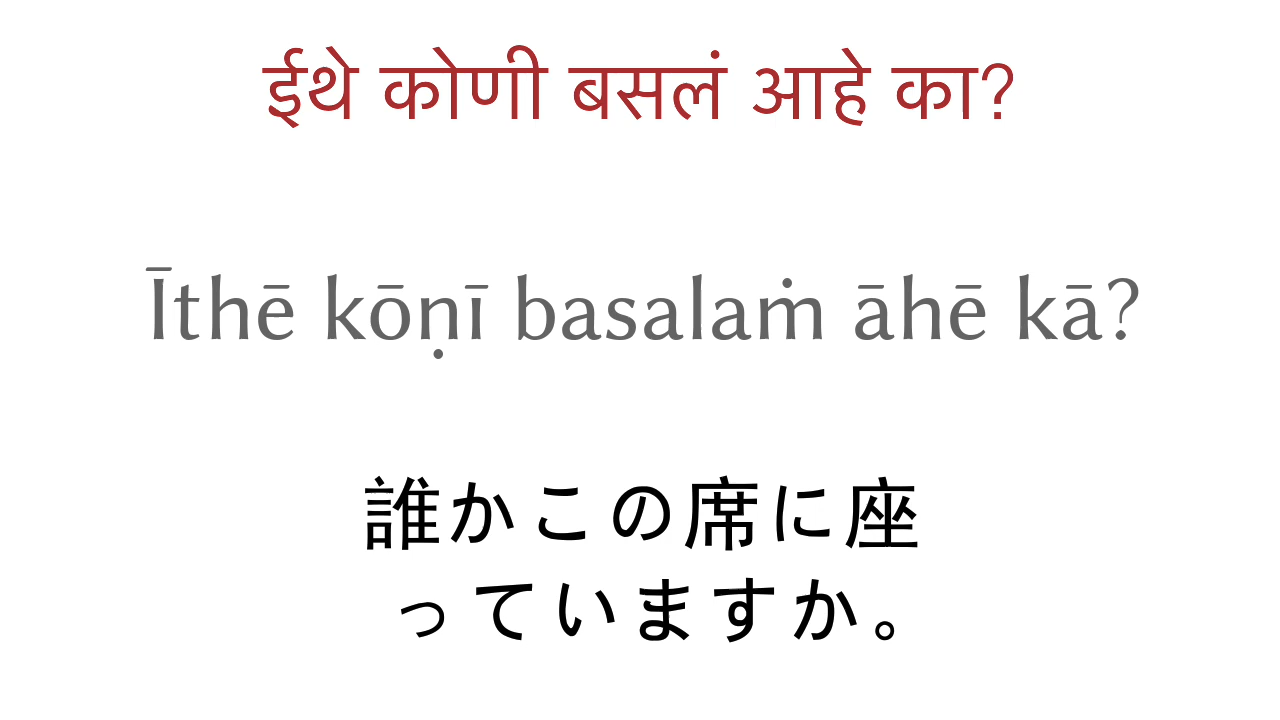 ईथे कोणी बसलं आहे का?
Īthē kōṇī basalaṁ āhē kā?
誰かこの席に座
っていますか。